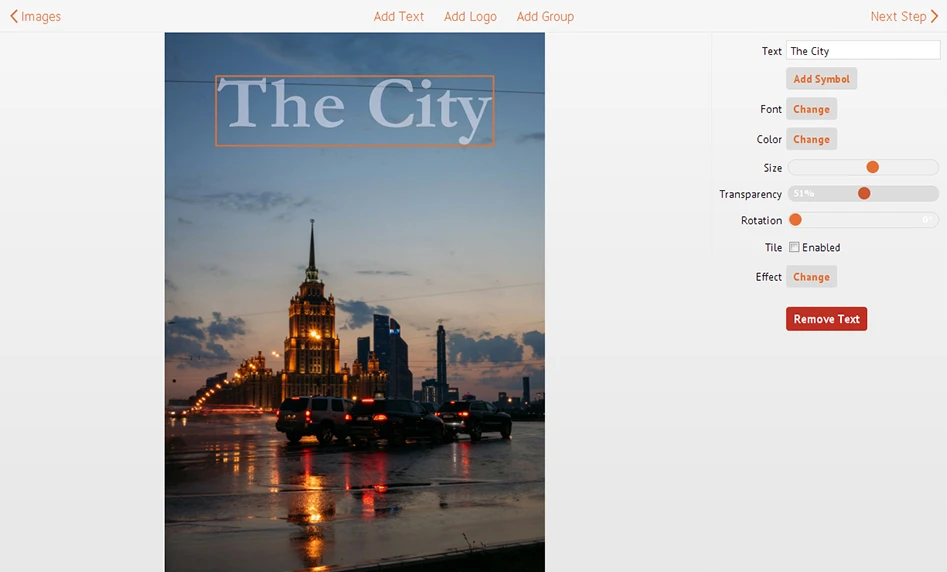 Images
Add Text Add Logo Add Group
Next Step
The City
Text The City
Add Symbol
Font Change
Color Change
Size
Transparency 51%
Rotation 0°
Tile Enabled
Effect Change
Remove Text